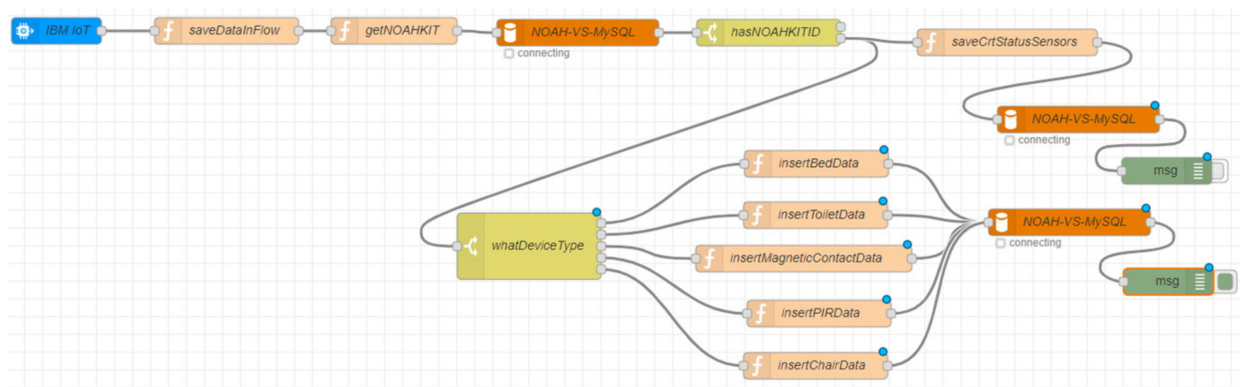 IBM IoT
saveDataInFlow
getNOAHKIT
NOAH-VS-MySQL
connecting
hasNOAHKITID
saveCrtStatusSensors
NOAH-VS-MySQL
connecting
msg
insertBedData
insertToiletData
NOAH-VS-MySQL
connecting
whatDeviceType
insertMagneticContactData
msg
insertPIRData
insertChairData